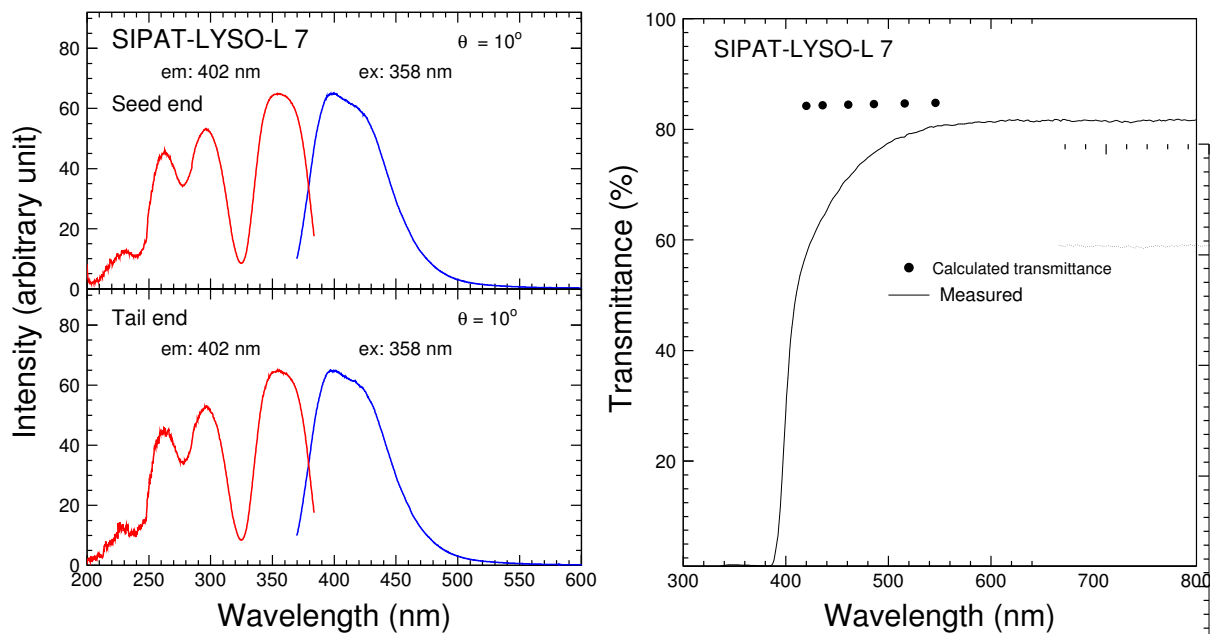 SIPAT-LYSO-L 7
θ = 10°
em: 402 nm
ex: 358 nm
Seed end
80
60
40
20
0
Tail end
θ = 10°
em: 402 nm
ex: 358 nm
80
60
40
20
0
200 250 300 350 400 450 500 550 600
Wavelength (nm)
Intensity (arbitrary unit)
SIPAT-LYSO-L 7
100
80
60
40
20
Calculated transmittance
Measured
300 400 500 600 700 800
Wavelength (nm)
Transmittance (%)